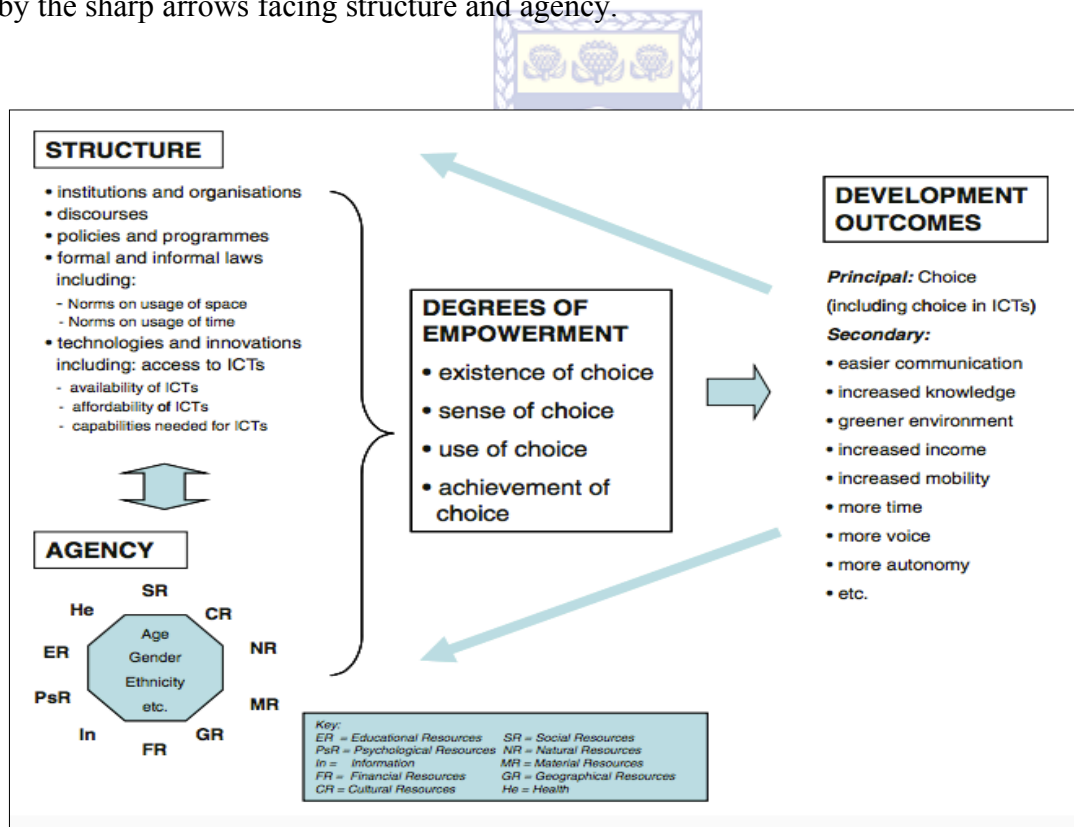 by the sharp arrows facing structure and agency.
STRUCTURE
• institutions and organisations
• discourses
• policies and programmes
• formal and informal laws
including:
- Norms on usage of space
- Norms on usage of time
• technologies and innovations
including: access to ICTs
- availability of ICTs
- affordability of ICTs
- capabilities needed for ICTs
AGENCY
SR
He
CR
ER
NR
PsR
MR
In
GR
FR
Age
Gender
Ethnicity
etc.
DEGREES OF
EMPOWERMENT
• existence of choice
• sense of choice
• use of choice
• achievement of
choice
DEVELOPMENT
OUTCOMES
Principal: Choice
(including choice in ICTs)
Secondary:
• easier communication
• increased knowledge
• greener environment
• increased income
• increased mobility
• more time
• more voice
• more autonomy
• etc.
Key:
ER = Educational Resources SR = Social Resources
PsR = Psychological Resources NR = Natural Resources
In = Information MR = Material Resources
FR = Financial Resources GR = Geographical Resources
CR = Cultural Resources He = Health